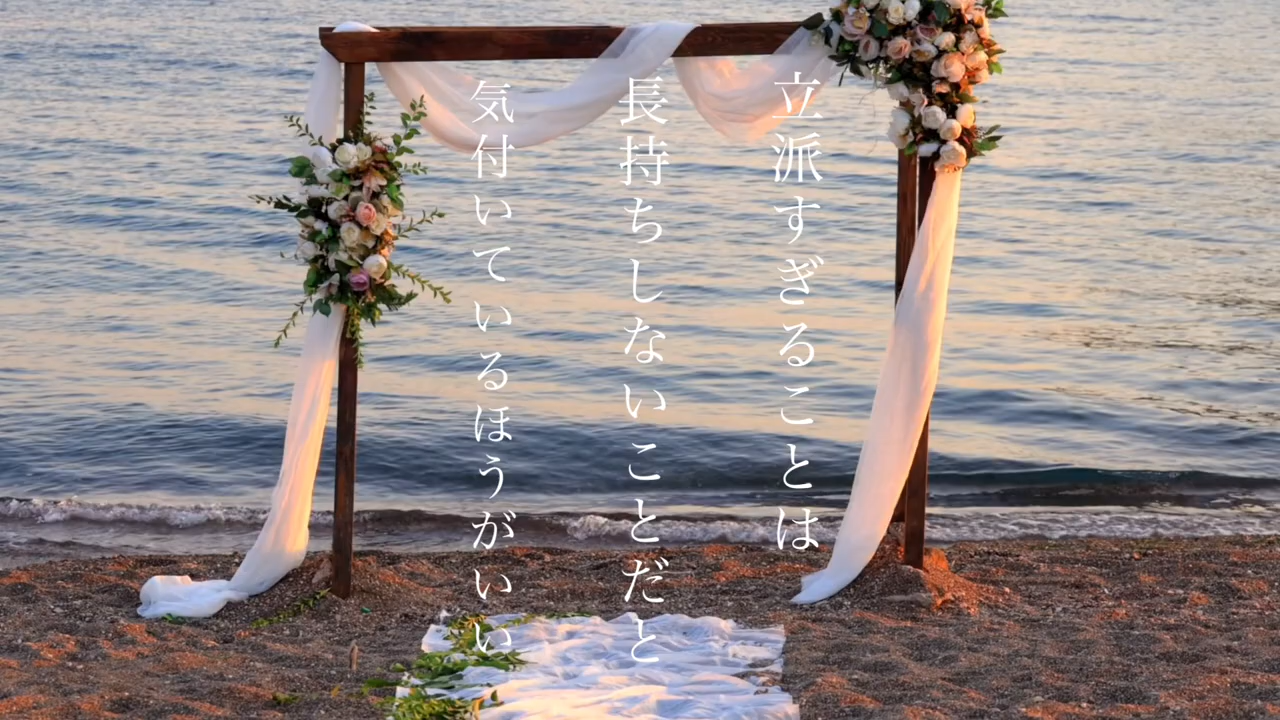 立派すぎることは
長持ちしないことだと
気付いているほうがいい